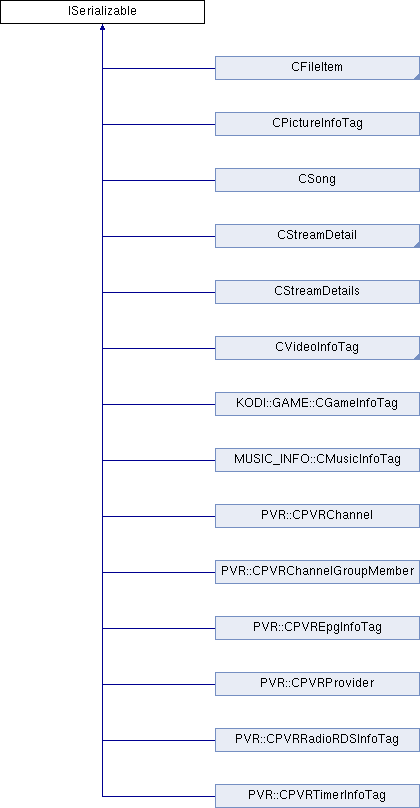 ISerializable
CFileItem
CPictureInfoTag
CSong
CStreamDetail
CStreamDetails
CVideoInfoTag
KODI::GAME::CGameInfoTag
MUSIC_INFO::CMusicInfoTag
PVR::CPVRChannel
PVR::CPVRChannelGroupMember
PVR::CPVREpgInfoTag
PVR::CPVRProvider
PVR::CPVRRadioRDSInfoTag
PVR::CPVRTimerInfoTag